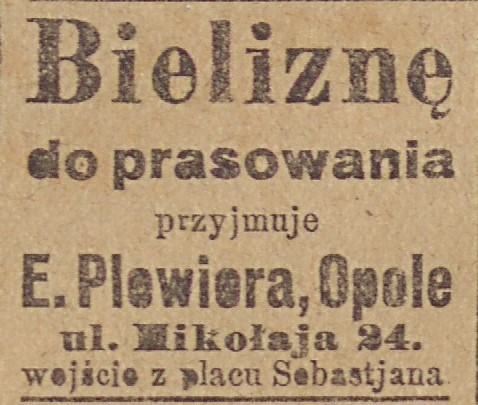 Bieliznę
do prasowania
przyjmuje
E. Plewiera, Opole
ul. Mikołaja 24.
wejście z placu Sebastjana